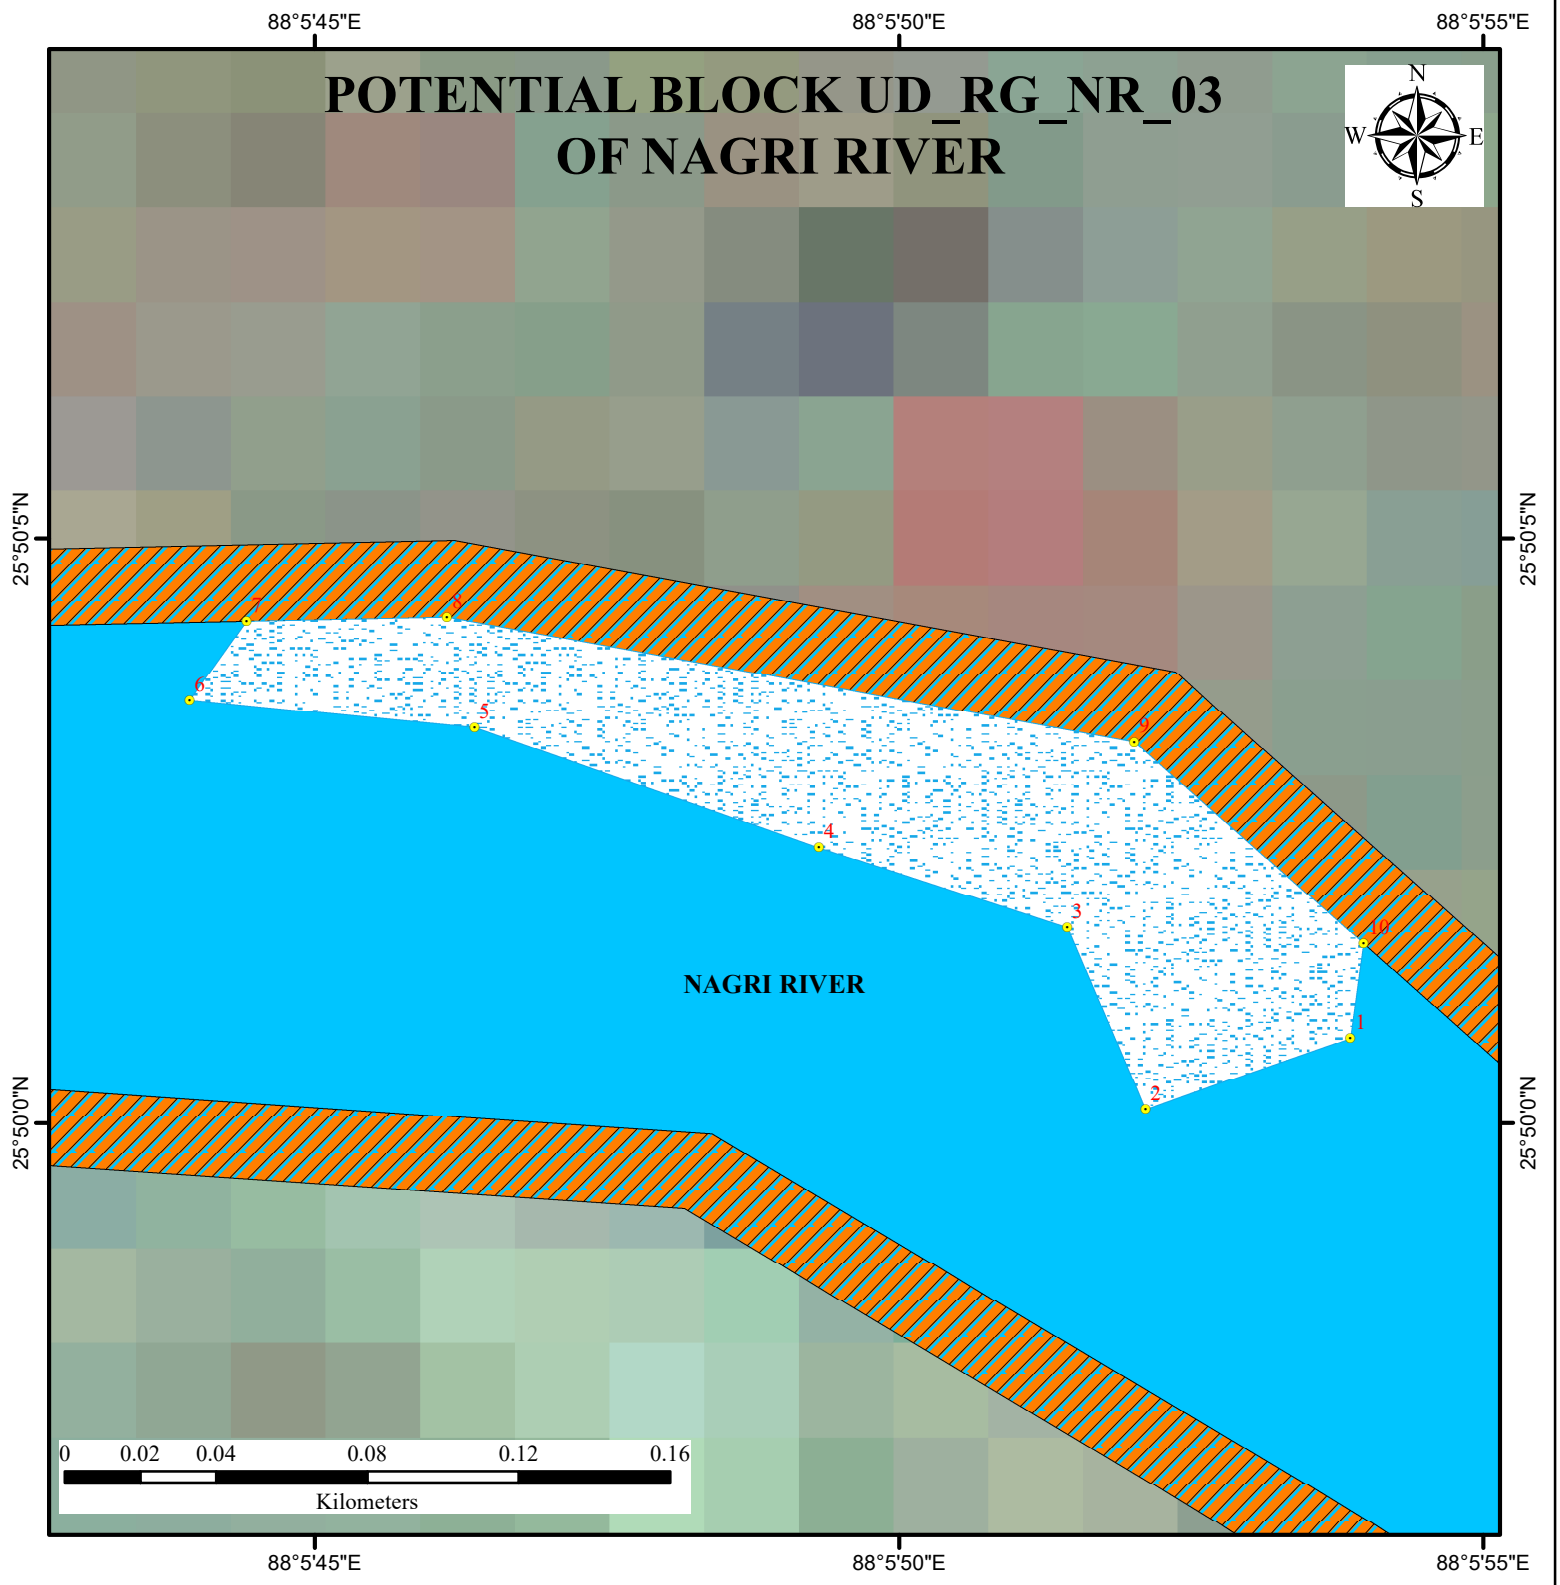 88°5'45"E 88°5'50"E 88°5'55"E
POTENTIAL BLOCK UD_RG_NR_03
OF NAGRI RIVER
N
W E
S
25°50'5"N 25°50'5"N
7 8
6
5
9
4
3
10
NAGRI RIVER
1
2
25°50'0"N 25°50'0"N
0 0.02 0.04 0.08 0.12 0.16
Kilometers
88°5'45"E 88°5'50"E 88°5'55"E